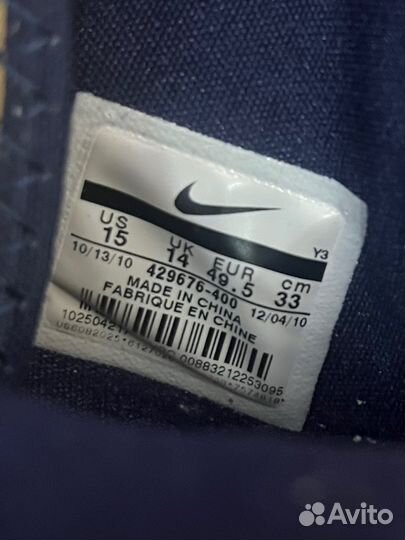 Y3
US UK EUR cm
15 14 49.5 33
10/13/10 429676-400 12/04/10
MADE IN CHINA
FABRIQUE EN CHINE
00883212253095
Avito